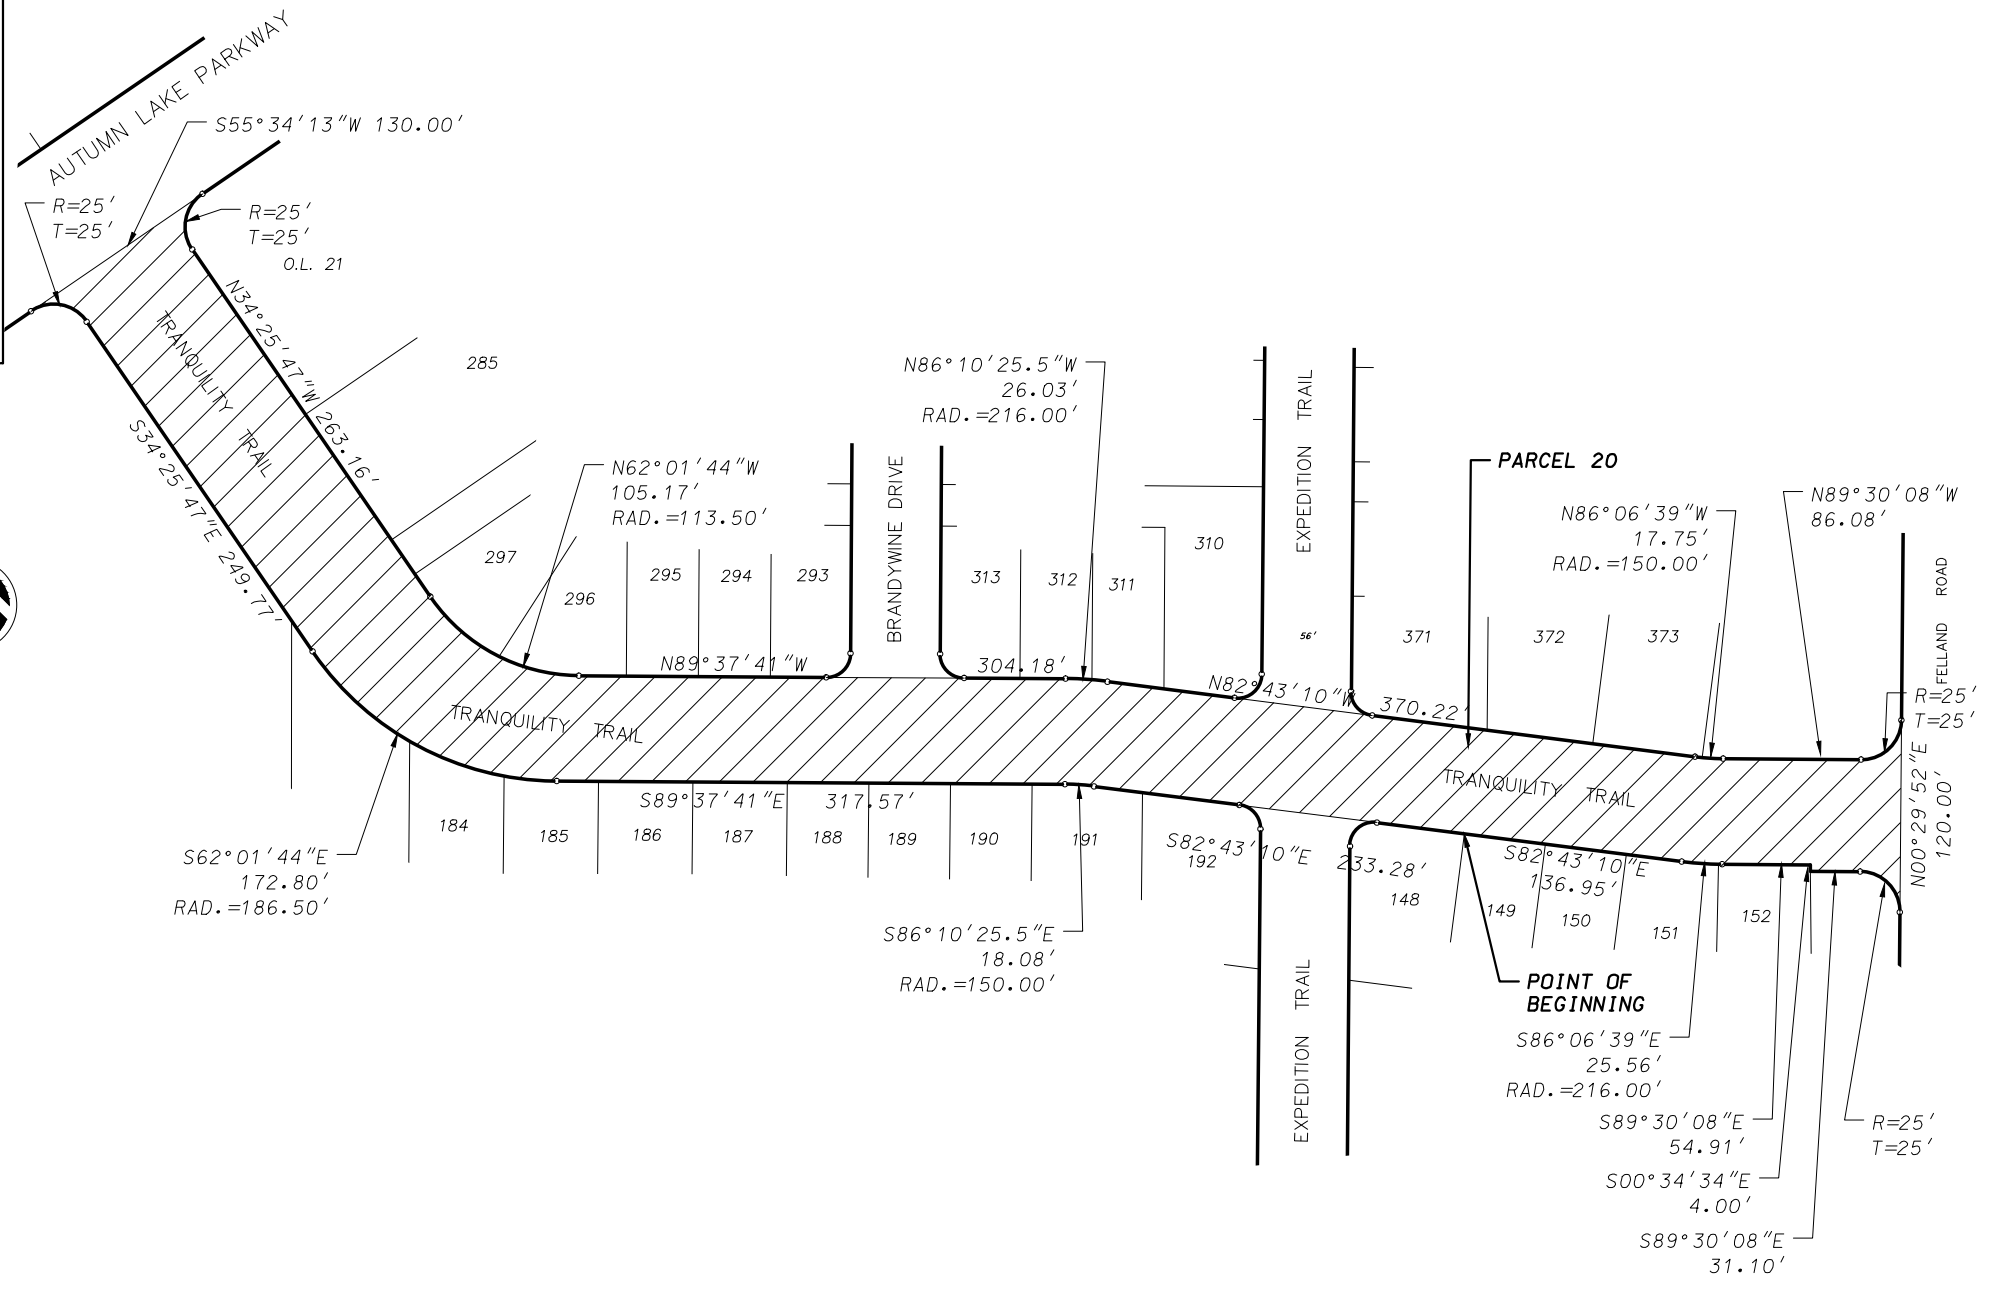 AUTUMN LAKE PARKWAY
S55°34'13"W 130.00'
R=25'
T=25'
R=25'
T=25'
O.L. 21
N34°25'47"W 263.16'
TRANQUILITY TRAIL
S34°25'47"E 249.77'
285
N86°10'25.5"W
26.03'
RAD.=216.00'
N62°01'44"W
105.17'
RAD.=113.50'
BRANDYWINE DRIVE
EXPEDITION TRAIL
PARCEL 20
N89°30'08"W
86.08'
N86°06'39"W
17.75'
RAD.=150.00'
FELLAND ROAD
297
296
295
294
293
313
312
311
310
56'
371
372
373
N89°37'41"W
304.18'
N82°43'10"W
370.22'
R=25'
T=25'
TRANQUILITY TRAIL
TRANQUILITY TRAIL
N00°29'52"E
120.00'
S89°37'41"E 317.57'
184
185
186
187
188
189
190
191
192
S82°43'10"E 233.28'
S82°43'10"E
136.95'
148
149
150
151
152
S62°01'44"E
172.80'
RAD.=186.50'
S86°10'25.5"E
18.08'
RAD.=150.00'
EXPEDITION TRAIL
POINT OF
BEGINNING
S86°06'39"E
25.56'
RAD.=216.00'
S89°30'08"E
54.91'
R=25'
T=25'
S00°34'34"E
4.00'
S89°30'08"E
31.10'